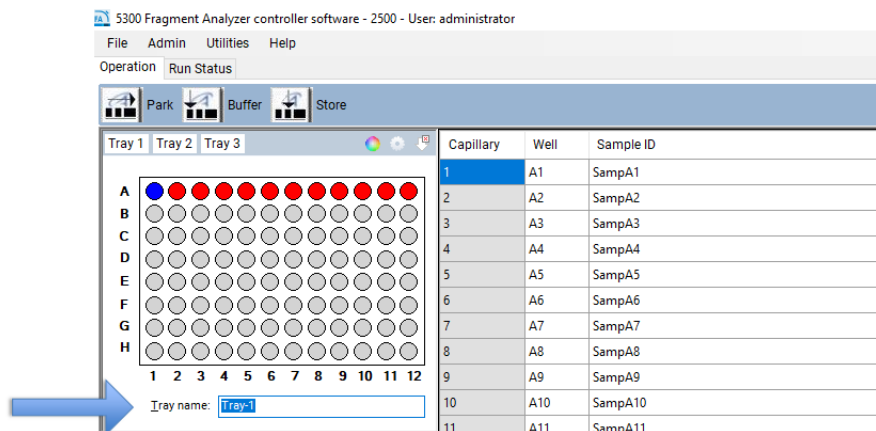 5300 Fragment Analyzer controller software - 2500 - User: administrator
File Admin Utilities Help
Operation Run Status
Park Buffer Store
Tray 1 Tray 2 Tray 3
A
B
C
D
E
F
G
H
1 2 3 4 5 6 7 8 9 10 11 12
Tray name: Tray-1
Capillary Well Sample ID
1 A1 SampA1
2 A2 SampA2
3 A3 SampA3
4 A4 SampA4
5 A5 SampA5
6 A6 SampA6
7 A7 SampA7
8 A8 SampA8
9 A9 SampA9
10 A10 SampA10
11 A11 SampA11